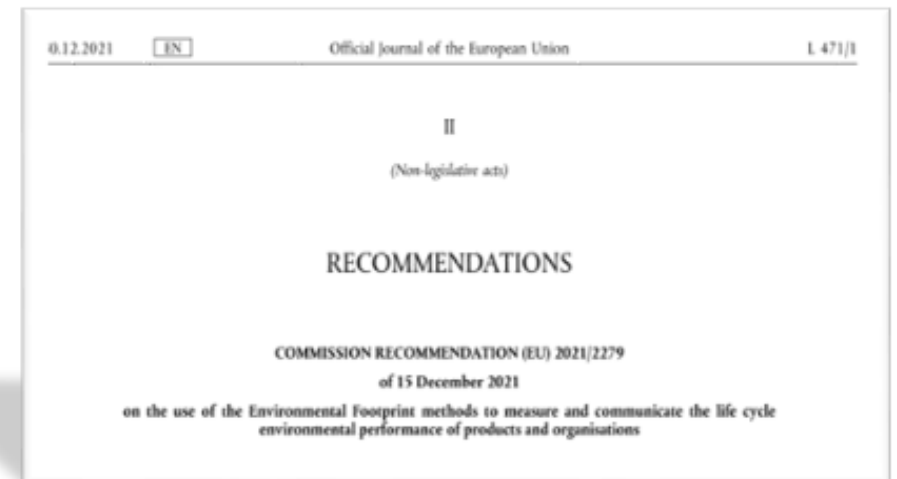 0.12.2021 EN Official Journal of the European Union L 471/1
II
(Non-legislative acts)
RECOMMENDATIONS
COMMISSION RECOMMENDATION (EU) 2021/2279
of 15 December 2021
on the use of the Environmental Footprint methods to measure and communicate the life cycle
environmental performance of products and organisations